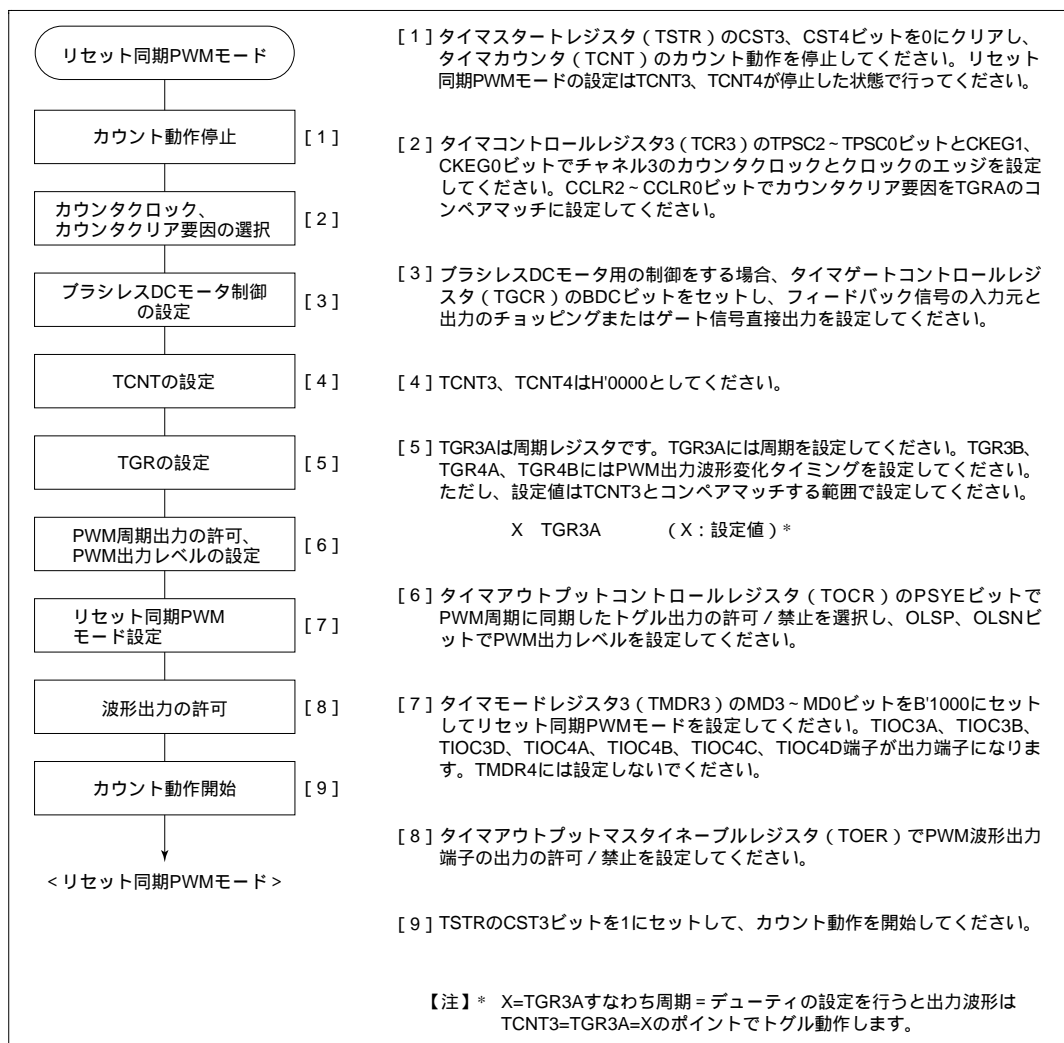 リセット同期PWMモード
カウント動作停止
[1]
カウンタクロック、
カウンタクリア要因の選択
[2]
ブラシレスDCモータ制御
の設定
[3]
TCNTの設定
[4]
TGRの設定
[5]
PWM周期出力の許可、
PWM出力レベルの設定
[6]
リセット同期PWM
モード設定
[7]
波形出力の許可
[8]
カウント動作開始
[9]
<リセット同期PWMモード>
[1] タイマスタートレジスタ(TSTR)のCST3、CST4ビットを0にクリアし、
タイマカウンタ(TCNT)のカウント動作を停止してください。リセット
同期PWMモードの設定はTCNT3、TCNT4が停止した状態で行ってください。
[2] タイマコントロールレジスタ3(TCR3)のTPSC2~TPSC0ビットとCKEG1、
CKEG0ビットでチャネル3のカウンタクロックとクロックのエッジを設定
してください。CCLR2~CCLR0ビットでカウンタクリア要因をTGRAのコ
ンペアマッチに設定してください。
[3] ブラシレスDCモータ用の制御をする場合、タイマゲートコントロールレジ
スタ(TGCR)のBDCビットをセットし、フィードバック信号の入力元と
出力のチョッピングまたはゲート信号直接出力を設定してください。
[4] TCNT3、TCNT4はH'0000としてください。
[5] TGR3Aは周期レジスタです。TGR3Aには周期を設定してください。TGR3B、
TGR4A、TGR4BにはPWM出力波形変化タイミングを設定してください。
ただし、設定値はTCNT3とコンペアマッチする範囲で設定してください。
X TGR3A (X:設定値)*
[6] タイマアウトプットコントロールレジスタ(TOCR)のPSYEビットで
PWM周期に同期したトグル出力の許可/禁止を選択し、OLSP、OLSNビ
ットでPWM出力レベルを設定してください。
[7] タイマモードレジスタ3(TMDR3)のMD3~MD0ビットをB'1000にセット
してリセット同期PWMモードを設定してください。TIOC3A、TIOC3B、
TIOC3D、TIOC4A、TIOC4B、TIOC4C、TIOC4D端子が出力端子になりま
す。TMDR4には設定しないでください。
[8] タイマアウトプットマスタイネーブルレジスタ(TOER)でPWM波形出力
端子の出力の許可/禁止を設定してください。
[9] TSTRのCST3ビットを1にセットして、カウント動作を開始してください。
【注】* X=TGR3Aすなわち周期=デューティの設定を行うと出力波形は
TCNT3=TGR3A=Xのポイントでトグル動作します。